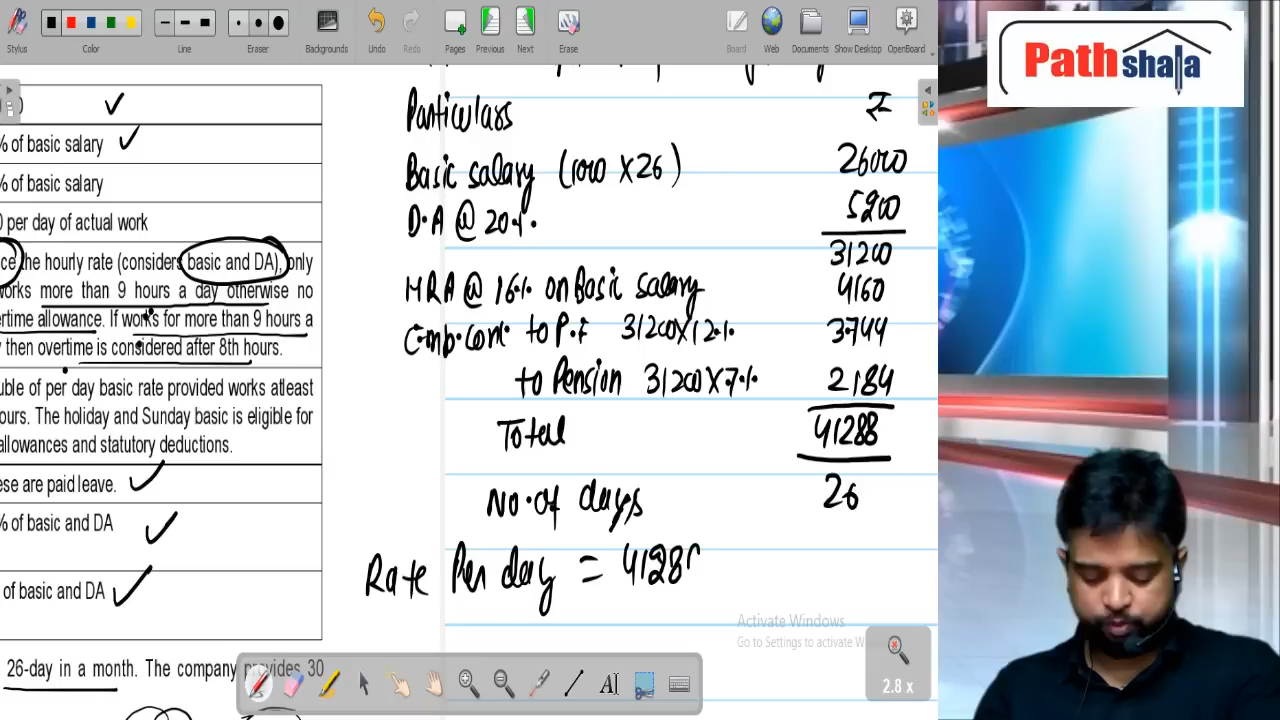 Stylus
Color
Line
Eraser
Backgrounds
Undo
Redo
Pages
Previous
Next
Erase
Board
Web
Documents
Show Desktop
OpenBoard
Path shala
% of basic salary
% of basic salary
0 per day of actual work
ce the hourly rate (considers basic and DA), only
works more than 9 hours a day otherwise no
ertime allowance. If works for more than 9 hours a
y then overtime is considered after 8th hours.
uble of per day basic rate provided works atleast
ours. The holiday and Sunday basic is eligible for
allowances and statutory deductions.
ese are paid leave.
% of basic and DA
of basic and DA
26-day in a month. The company provides 30
Particulars ₹
Basic salary (1000 X 26) 26000
D.A @ 20% 5200
31200
HRA @ 16% on Basic salary 4160
Emp. Cont. to P.F 31200 X 12% 3744
to Pension 31200 X 7% 2184
Total 41288
No. of days 26
Rate Per day = 4128
Activate Windows
Go to Settings to activate W
2.8 x